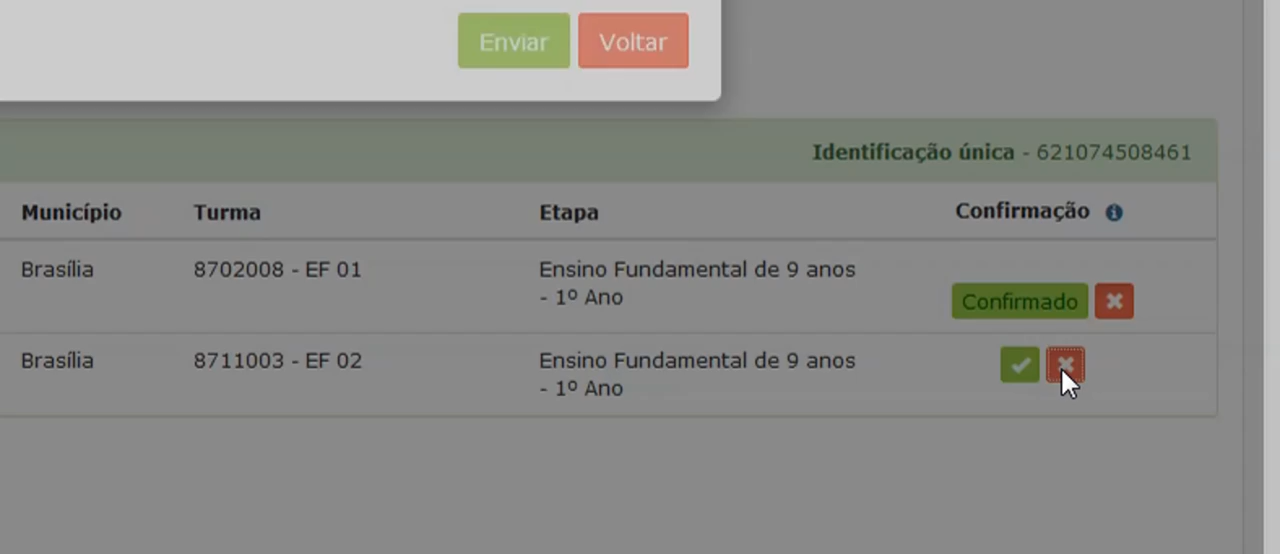 Enviar Voltar
Identificação única - 621074508461
Município Turma Etapa Confirmação
Brasília 8702008 - EF 01 Ensino Fundamental de 9 anos
- 1º Ano
Confirmado
Brasília 8711003 - EF 02 Ensino Fundamental de 9 anos
- 1º Ano